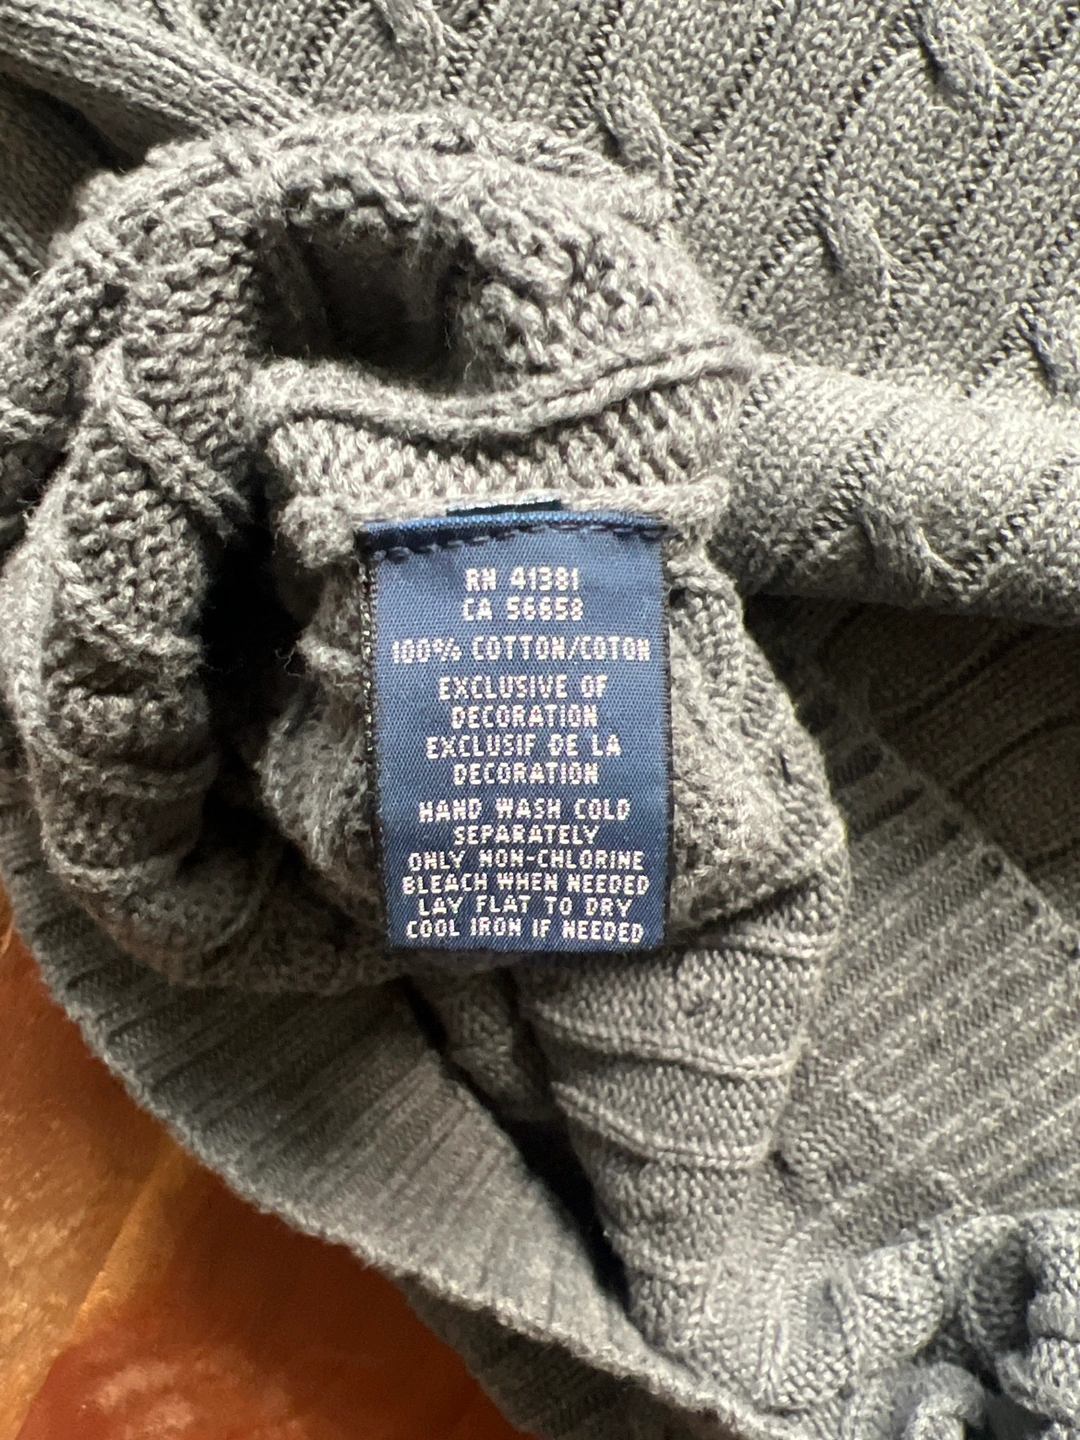 RN 41381
CA 56658
100% COTTON/COTON
EXCLUSIVE OF
DECORATION
EXCLUSIF DE LA
DECORATION
HAND WASH COLD
SEPARATELY
ONLY NON-CHLORINE
BLEACH WHEN NEEDED
LAY FLAT TO DRY
COOL IRON IF NEEDED